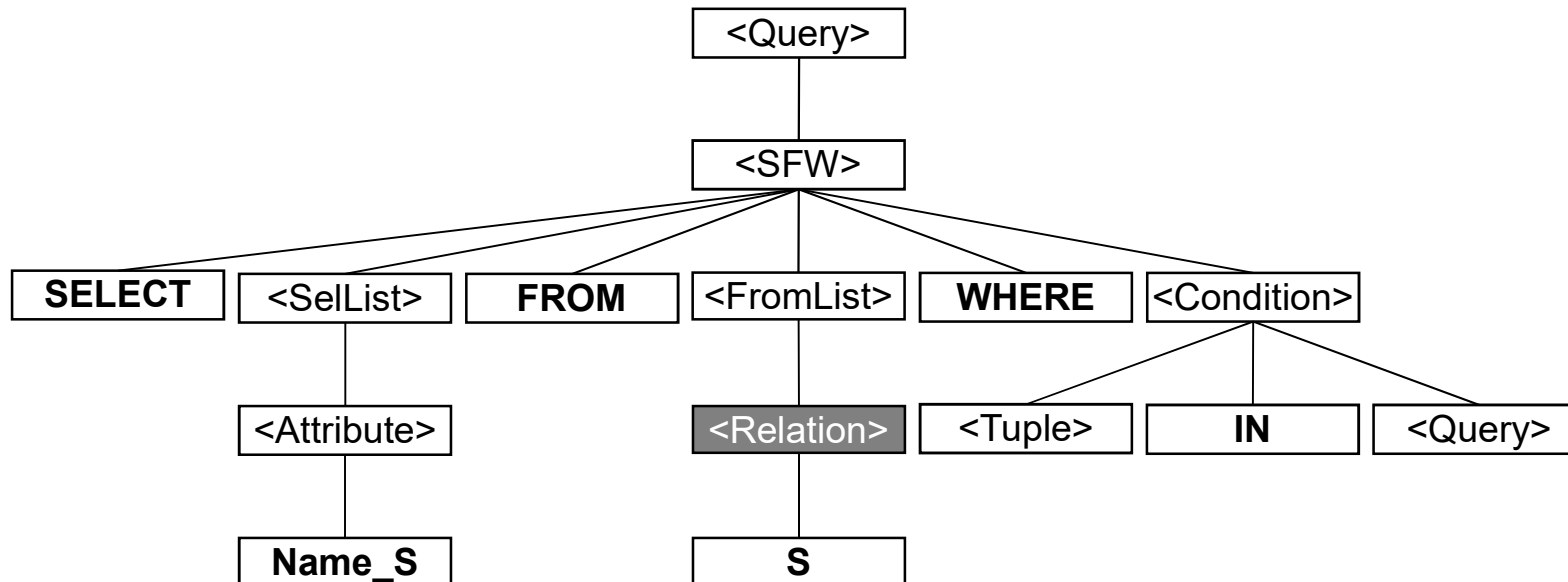 <Query>
<SFW>
SELECT <SelList> FROM <FromList> WHERE <Condition>
<Attribute> <Relation> <Tuple> IN <Query>
Name_S S